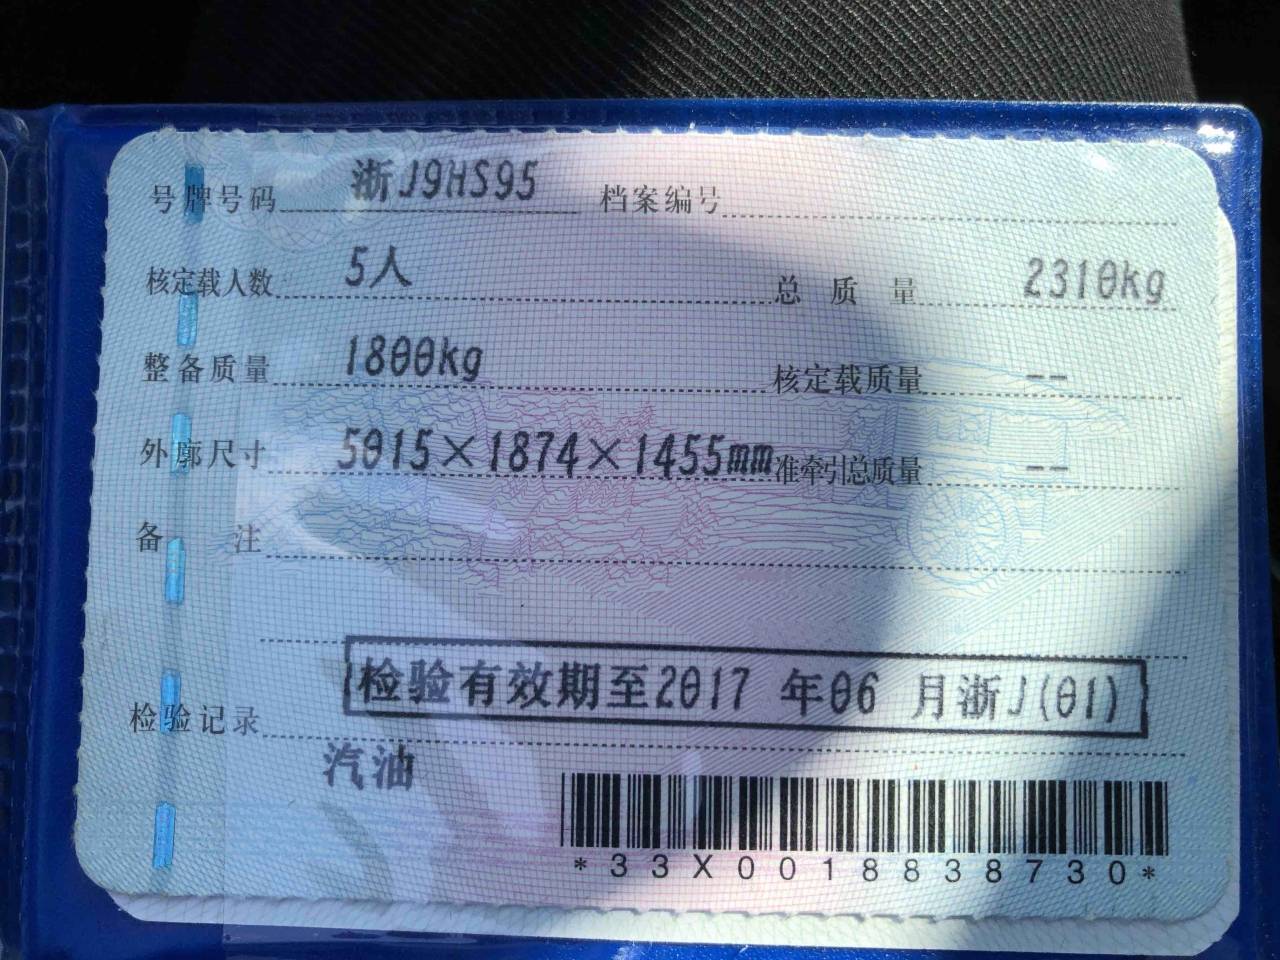 号牌号码 浙J9HS95 档案编号
核定载人数 5人 总质量 2310kg
整备质量 1800kg 核定载质量 --
外廓尺寸 5015×1874×1455mm 准牵引总质量 --
备注
检验记录 检验有效期至2017 年06 月浙J(01)
汽油
*33X0018838730*